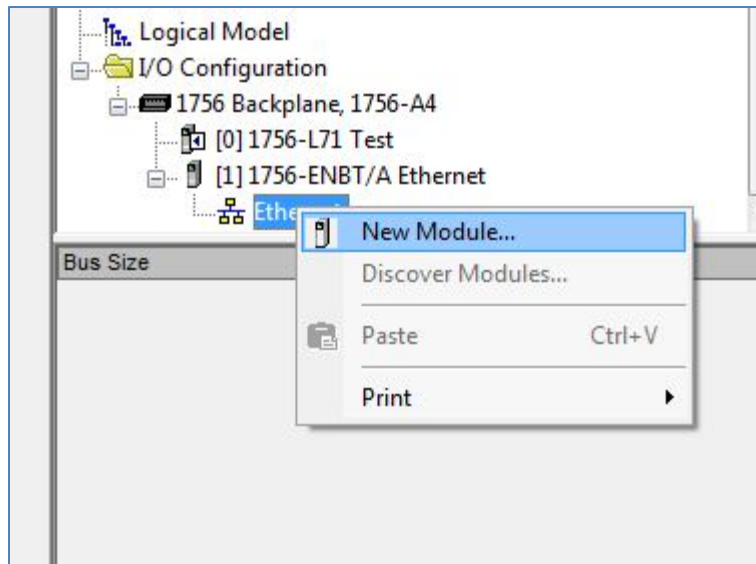 Logical Model
I/O Configuration
1756 Backplane, 1756-A4
[0] 1756-L71 Test
[1] 1756-ENBT/A Ethernet
Bus Size
New Module...
Discover Modules...
Paste Ctrl+V
Print